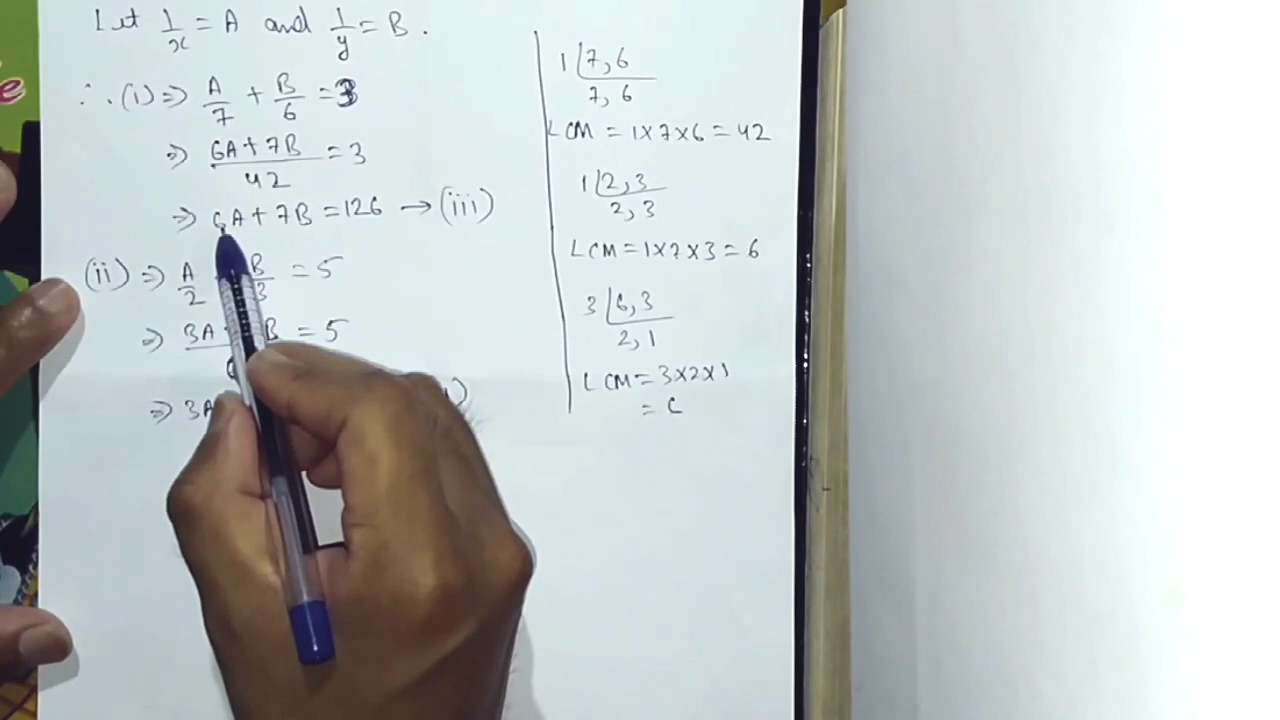 Let 1/x = A and 1/y = B.
∴ (i) ⇒ A/7 + B/6 = 3
⇒ (6A + 7B)/42 = 3
⇒ 6A + 7B = 126 → (iii)
(ii) ⇒ A/2 B/3 = 5
⇒ 3A B = 5
⇒ 3A
1 | 7, 6
7, 6
LCM = 1×7×6 = 42
1 | 2, 3
2, 3
LCM = 1×2×3 = 6
3 | 6, 3
2, 1
LCM = 3×2×1
= 6